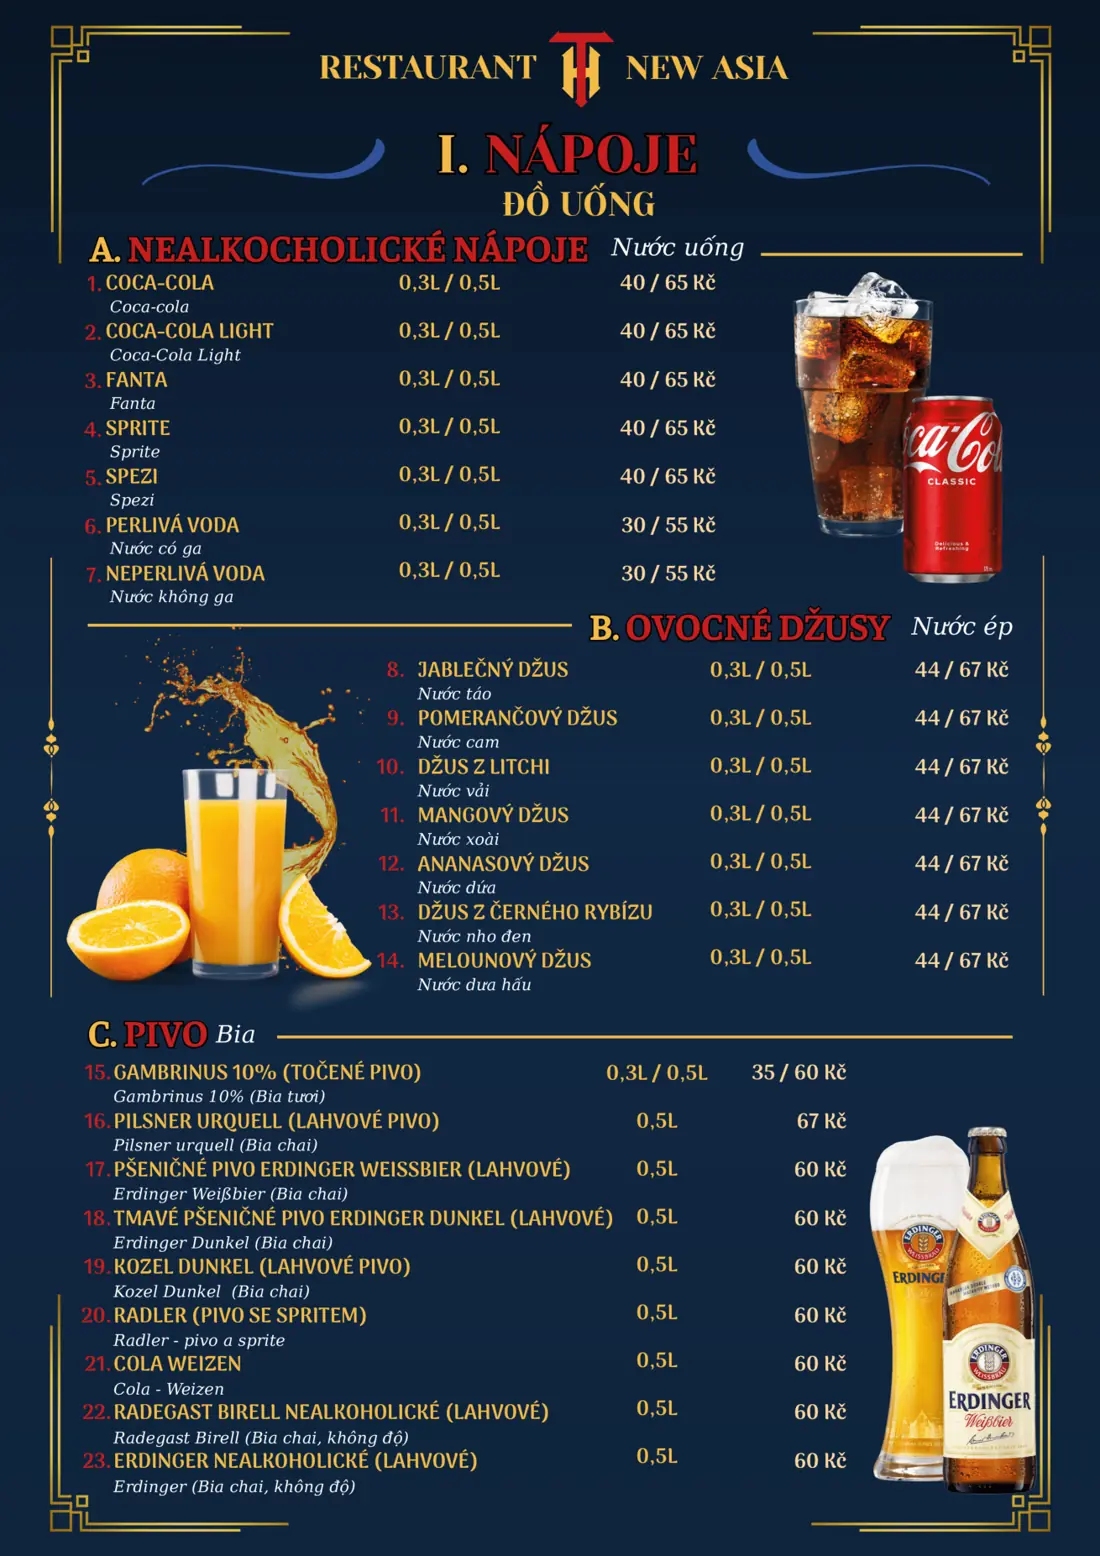 RESTAURANT TH NEW ASIA
I. NÁPOJE
ĐỒ UỐNG
A. NEALKOCHOLICKÉ NÁPOJE Nước uống
1. COCA-COLA 0,3L / 0,5L 40 / 65 Kč
Coca-cola
2. COCA-COLA LIGHT 0,3L / 0,5L 40 / 65 Kč
Coca-Cola Light
3. FANTA 0,3L / 0,5L 40 / 65 Kč
Fanta
4. SPRITE 0,3L / 0,5L 40 / 65 Kč
Sprite
5. SPEZI 0,3L / 0,5L 40 / 65 Kč
Spezi
6. PERLIVÁ VODA 0,3L / 0,5L 30 / 55 Kč
Nước có ga
7. NEPERLIVÁ VODA 0,3L / 0,5L 30 / 55 Kč
Nước không ga
Coca-Cola
CLASSIC
Delicious &
Refreshing
B. OVOCNÉ DŽUSY Nước ép
8. JABLEČNÝ DŽUS 0,3L / 0,5L 44 / 67 Kč
Nước táo
9. POMERANČOVÝ DŽUS 0,3L / 0,5L 44 / 67 Kč
Nước cam
10. DŽUS Z LITCHI 0,3L / 0,5L 44 / 67 Kč
Nước vải
11. MANGOVÝ DŽUS 0,3L / 0,5L 44 / 67 Kč
Nước xoài
12. ANANASOVÝ DŽUS 0,3L / 0,5L 44 / 67 Kč
Nước dứa
13. DŽUS Z ČERNÉHO RYBÍZU 0,3L / 0,5L 44 / 67 Kč
Nước nho đen
14. MELOUNOVÝ DŽUS 0,3L / 0,5L 44 / 67 Kč
Nước dưa hấu
C. PIVO Bia
15. GAMBRINUS 10% (TOČENÉ PIVO) 0,3L / 0,5L 35 / 60 Kč
Gambrinus 10% (Bia tươi)
16. PILSNER URQUELL (LAHVOVÉ PIVO) 0,5L 67 Kč
Pilsner urquell (Bia chai)
17. PŠENIČNÉ PIVO ERDINGER WEISSBIER (LAHVOVÉ) 0,5L 60 Kč
Erdinger Weißbier (Bia chai)
18. TMAVÉ PŠENIČNÉ PIVO ERDINGER DUNKEL (LAHVOVÉ) 0,5L 60 Kč
Erdinger Dunkel (Bia chai)
19. KOZEL DUNKEL (LAHVOVÉ PIVO) 0,5L 60 Kč
Kozel Dunkel (Bia chai)
20. RADLER (PIVO SE SPRITEM) 0,5L 60 Kč
Radler - pivo a sprite
21. COLA WEIZEN 0,5L 60 Kč
Cola - Weizen
22. RADEGAST BIRELL NEALKOHOLICKÉ (LAHVOVÉ) 0,5L 60 Kč
Radegast Birell (Bia chai, không độ)
23. ERDINGER NEALKOHOLICKÉ (LAHVOVÉ) 0,5L 60 Kč
Erdinger (Bia chai, không độ)
ERDINGER
WEISSBRÄU
ERDINGER
ERDINGER
WEISSBRÄU
ERDINGER
Weißbier